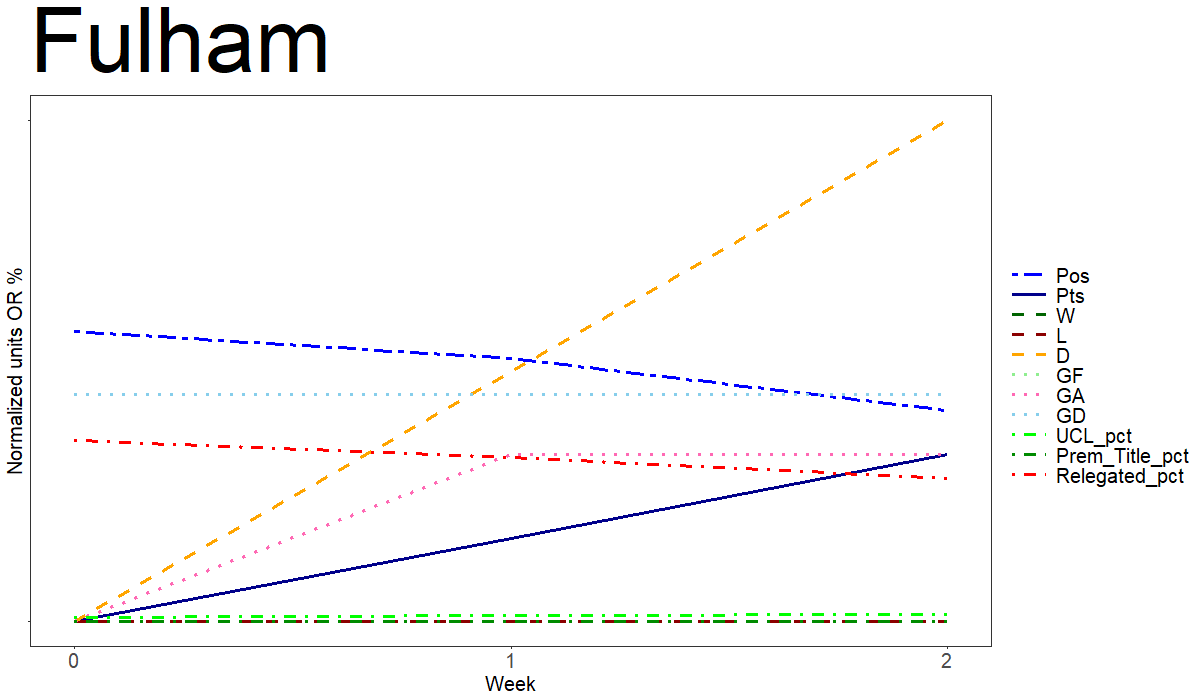 Fulham
Normalized units OR %
0
1
2
Week
Pos
Pts
W
L
D
GF
GA
GD
UCL_pct
Prem_Title_pct
Relegated_pct